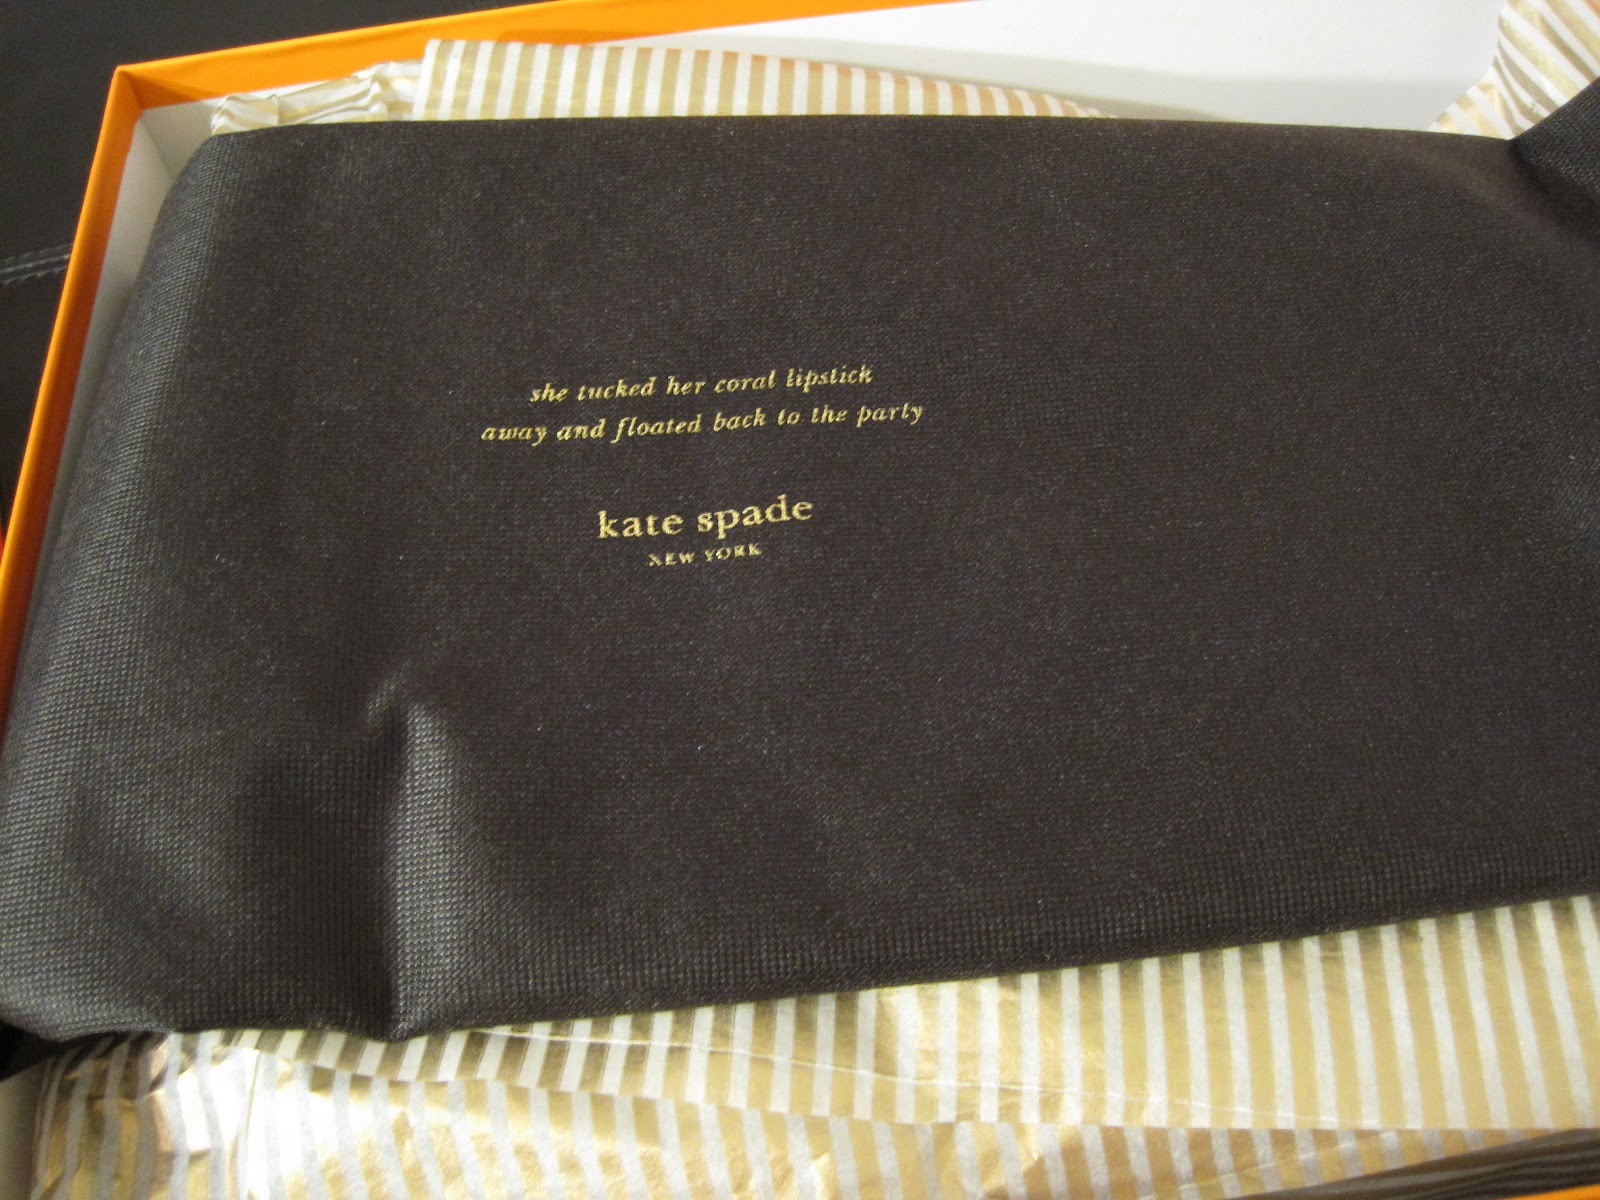 she tucked her coral lipstick
away and floated back to the party
kate spade
NEW YORK